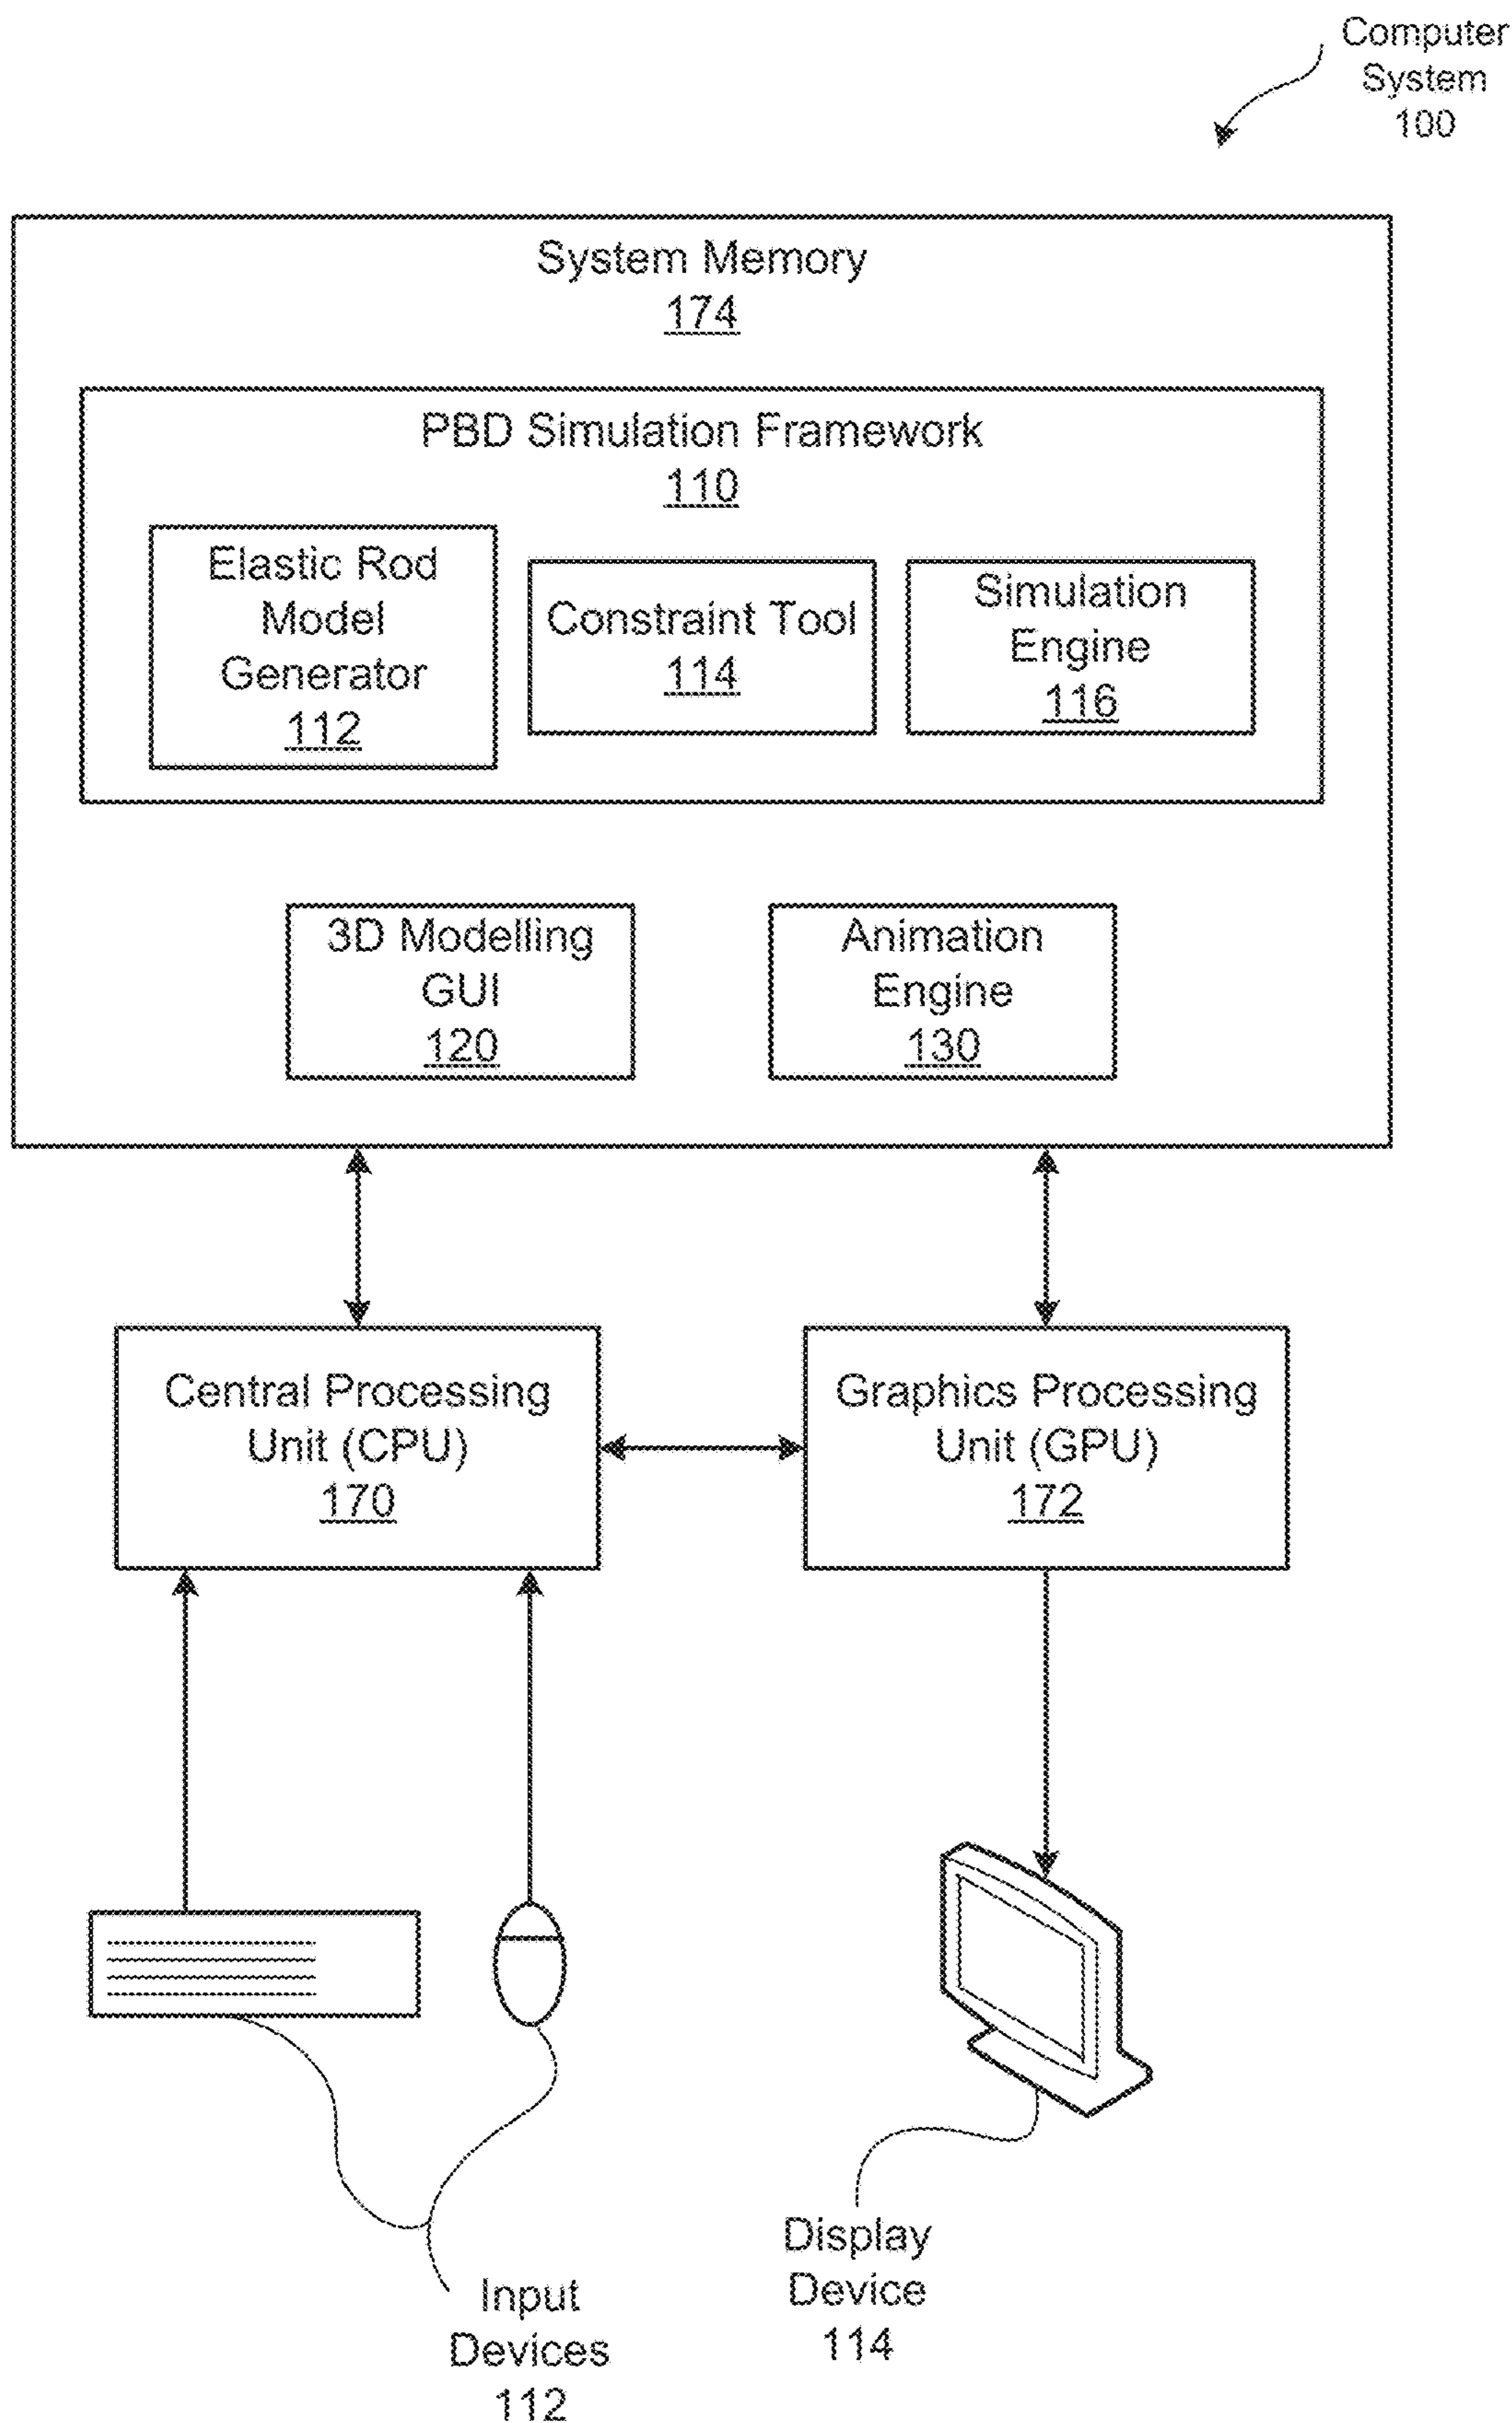 Computer
System
100
System Memory
174
PBD Simulation Framework
110
Elastic Rod
Model
Generator
112
Constraint Tool
114
Simulation
Engine
116
3D Modelling
GUI
120
Animation
Engine
130
Central Processing
Unit (CPU)
170
Graphics Processing
Unit (GPU)
172
Display
Device
114
Input
Devices
112